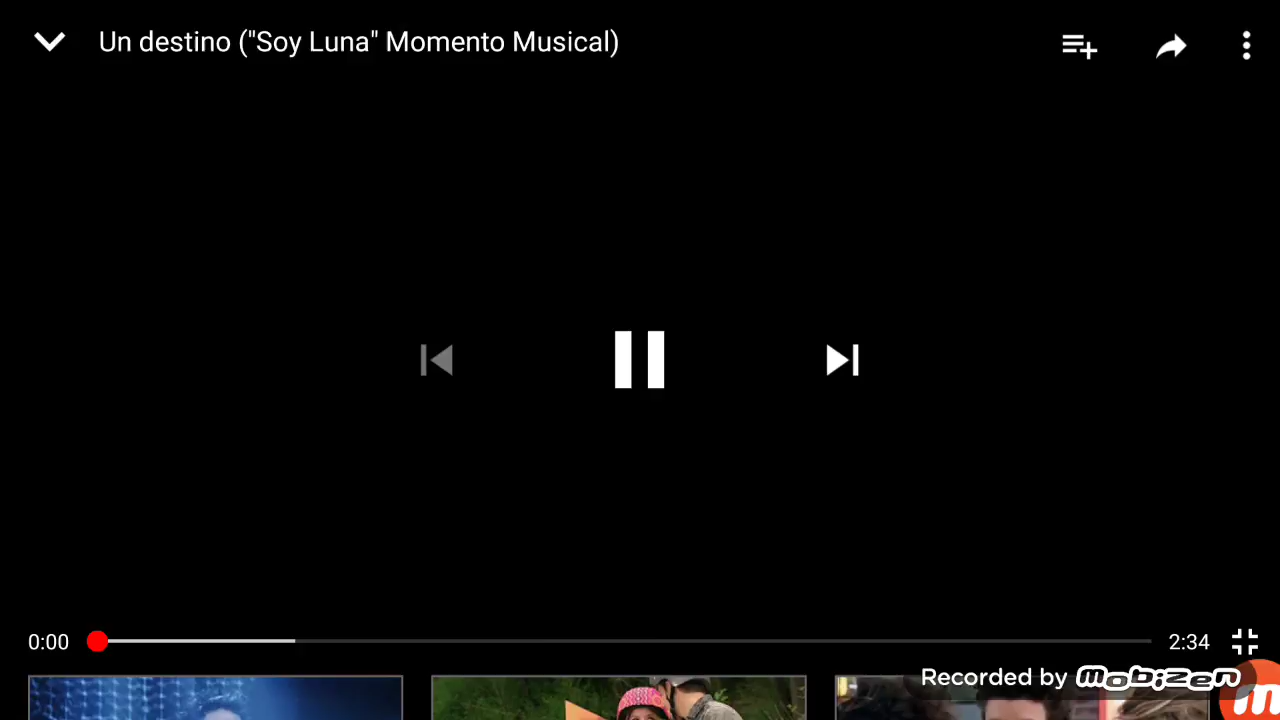 Un destino ("Soy Luna" Momento Musical)
0:00
2:34
Recorded by mobizen